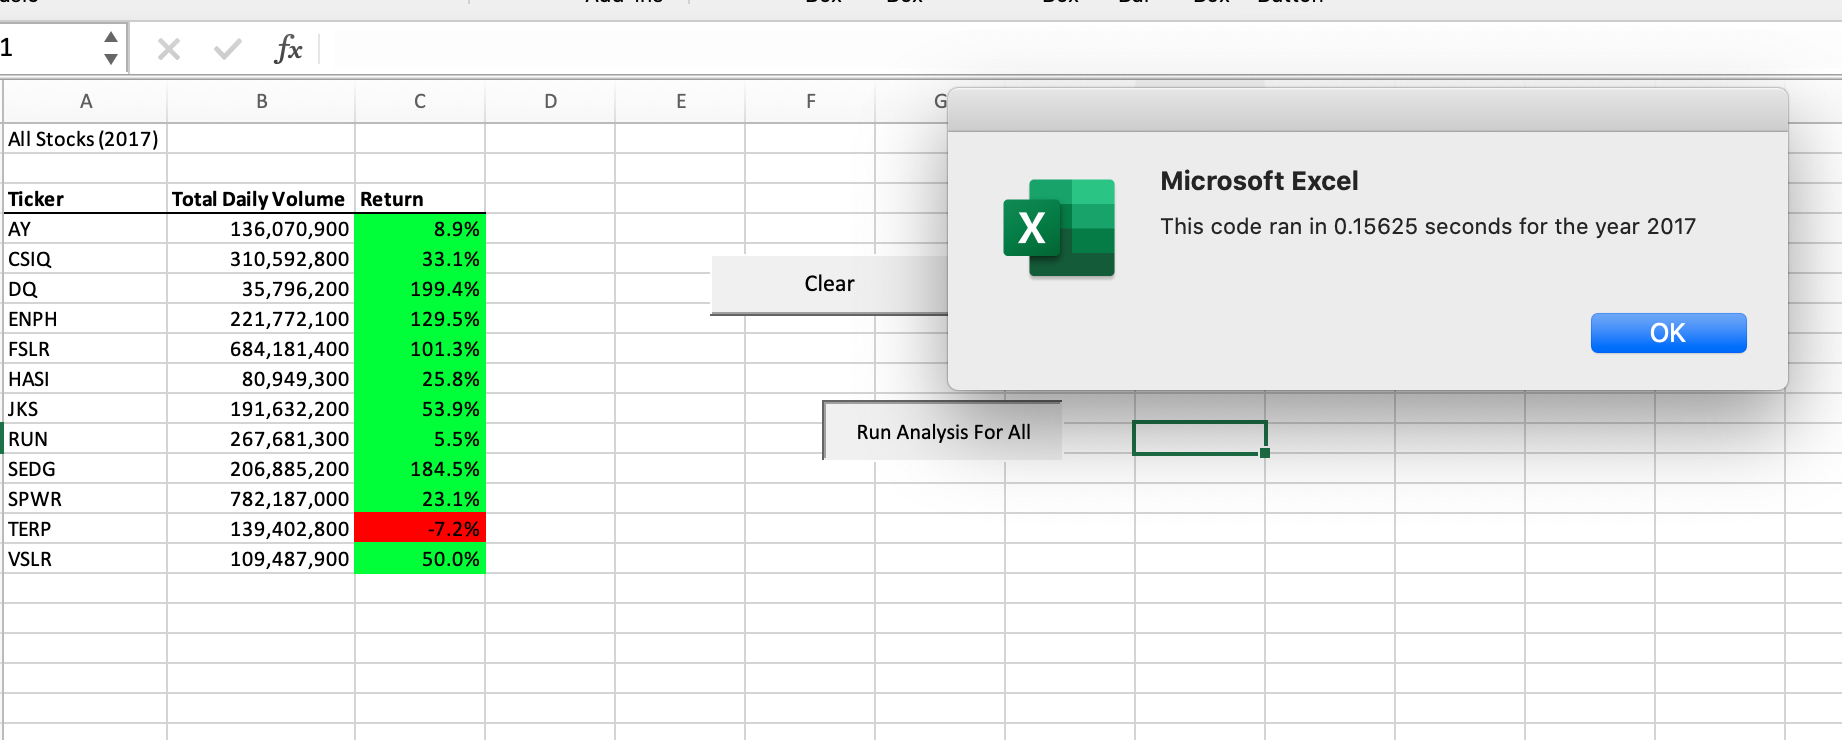 1 fx
A B C D E F G
All Stocks (2017)
Ticker Total Daily Volume Return
AY 136,070,900 8.9%
CSIQ 310,592,800 33.1%
DQ 35,796,200 199.4%
ENPH 221,772,100 129.5%
FSLR 684,181,400 101.3%
HASI 80,949,300 25.8%
JKS 191,632,200 53.9%
RUN 267,681,300 5.5%
SEDG 206,885,200 184.5%
SPWR 782,187,000 23.1%
TERP 139,402,800 -7.2%
VSLR 109,487,900 50.0%
Clear
Run Analysis For All
X
Microsoft Excel
This code ran in 0.15625 seconds for the year 2017
OK